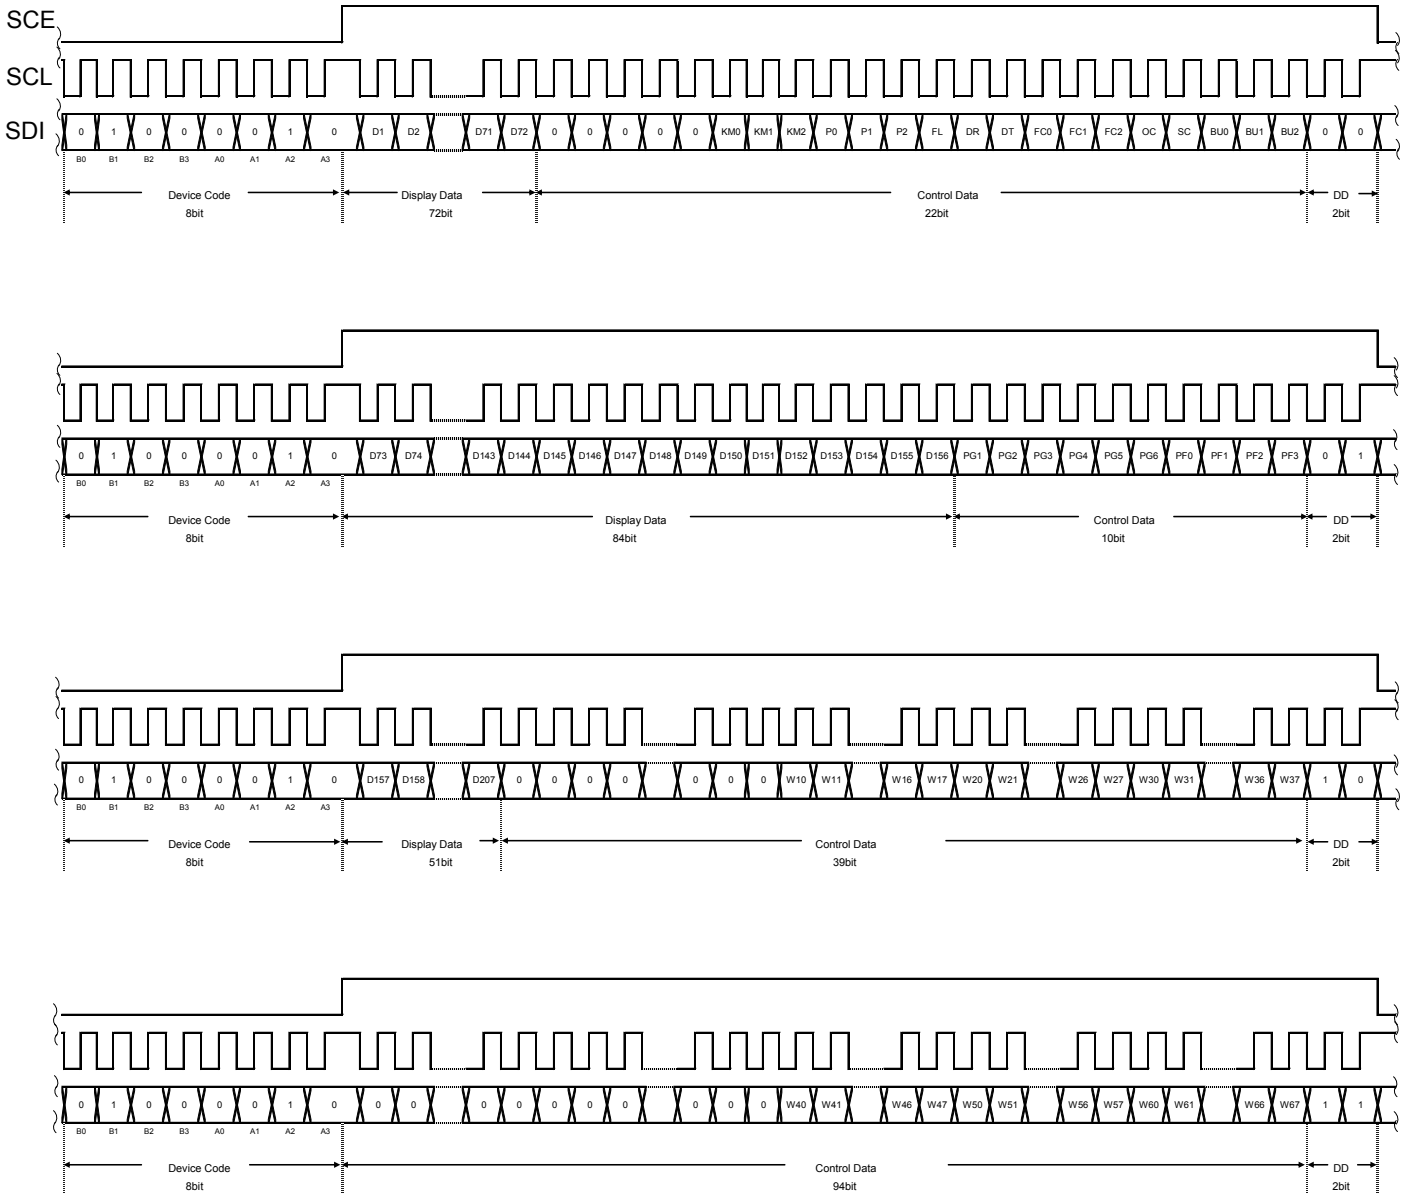 SCE
SCL
SDI
0 1 0 0 0 0 1 0 D1 D2 D71 D72 0 0 0 0 0 KM0 KM1 KM2 P0 P1 P2 FL DR DT FC0 FC1 FC2 OC SC BU0 BU1 BU2 0 0
B0 B1 B2 B3 A0 A1 A2 A3
Device Code Display Data Control Data DD
8bit 72bit 22bit 2bit
0 1 0 0 0 0 1 0 D73 D74 D143 D144 D145 D146 D147 D148 D149 D150 D151 D152 D153 D154 D155 D156 PG1 PG2 PG3 PG4 PG5 PG6 PF0 PF1 PF2 PF3 0 1
B0 B1 B2 B3 A0 A1 A2 A3
Device Code Display Data Control Data DD
8bit 84bit 10bit 2bit
0 1 0 0 0 0 1 0 D157 D158 D207 0 0 0 0 0 0 0 W10 W11 W16 W17 W20 W21 W26 W27 W30 W31 W36 W37 1 0
B0 B1 B2 B3 A0 A1 A2 A3
Device Code Display Data Control Data DD
8bit 51bit 39bit 2bit
0 1 0 0 0 0 1 0 0 0 0 0 0 0 0 0 0 0 W40 W41 W46 W47 W50 W51 W56 W57 W60 W61 W66 W67 1 1
B0 B1 B2 B3 A0 A1 A2 A3
Device Code Control Data DD
8bit 94bit 2bit